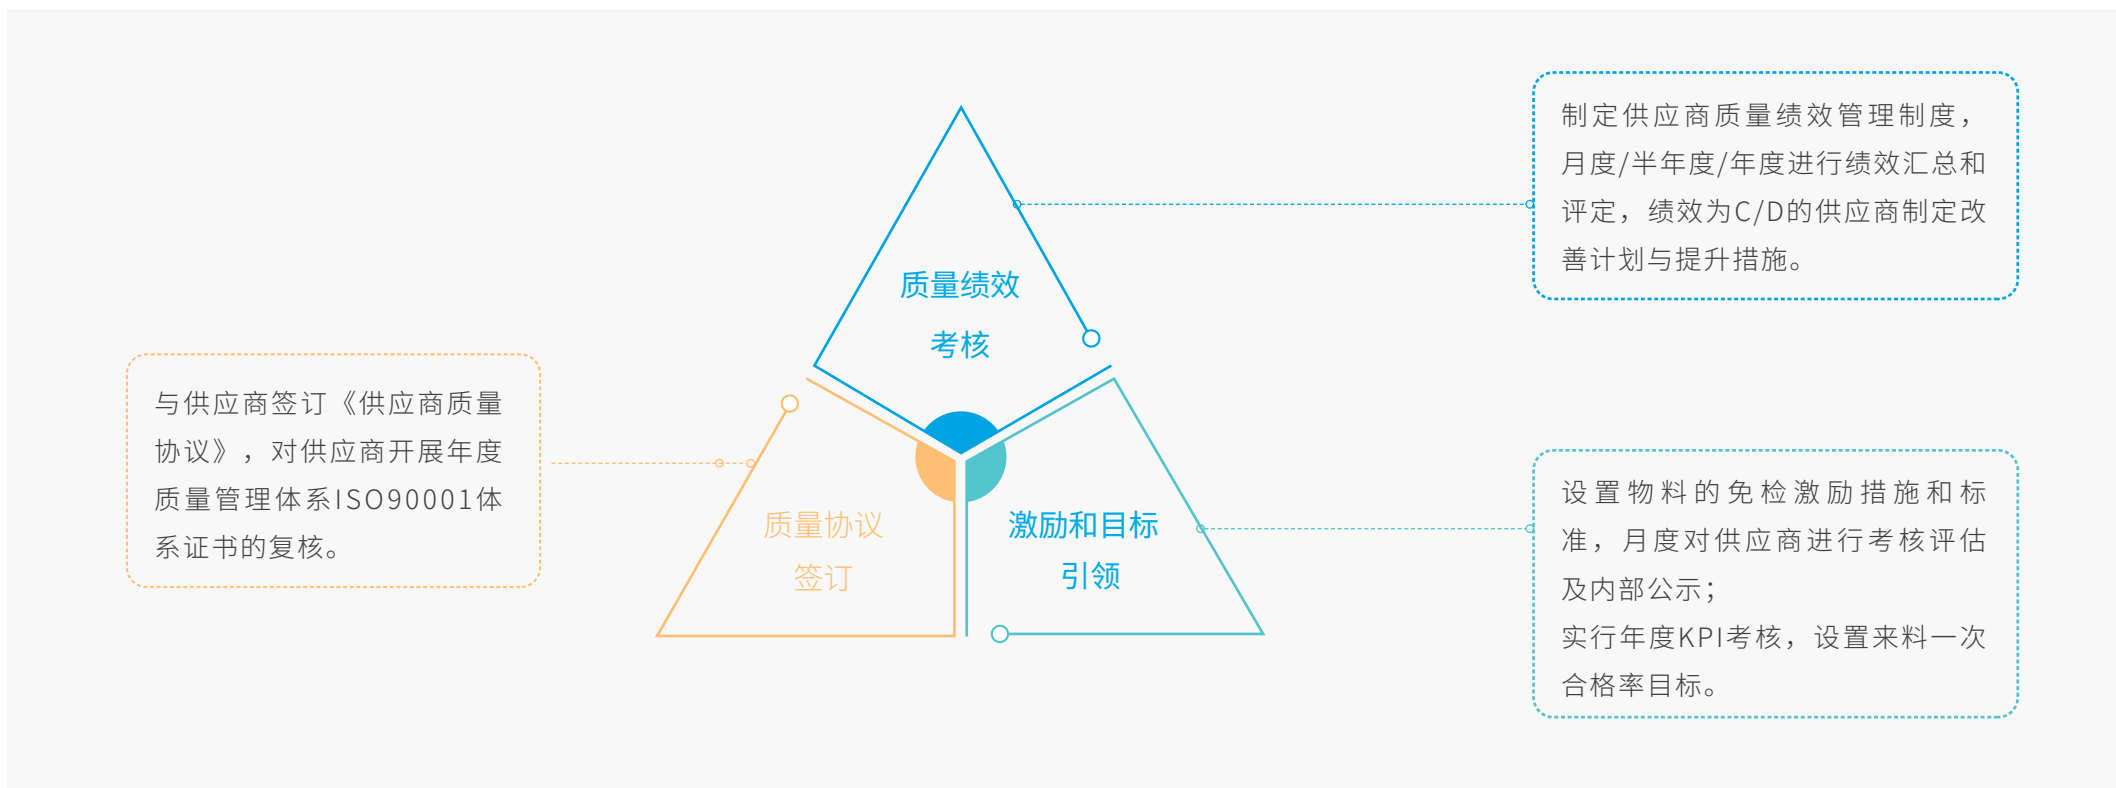 制定供应商质量绩效管理制度，
月度/半年度/年度进行绩效汇总和
评定，绩效为C/D的供应商制定改
善计划与提升措施。
质量绩效
考核
与供应商签订《供应商质量
协议》，对供应商开展年度
质量管理体系ISO90001体
系证书的复核。
质量协议
签订
激励和目标
引领
设置物料的免检激励措施和标
准，月度对供应商进行考核评估
及内部公示；
实行年度KPI考核，设置来料一次
合格率目标。